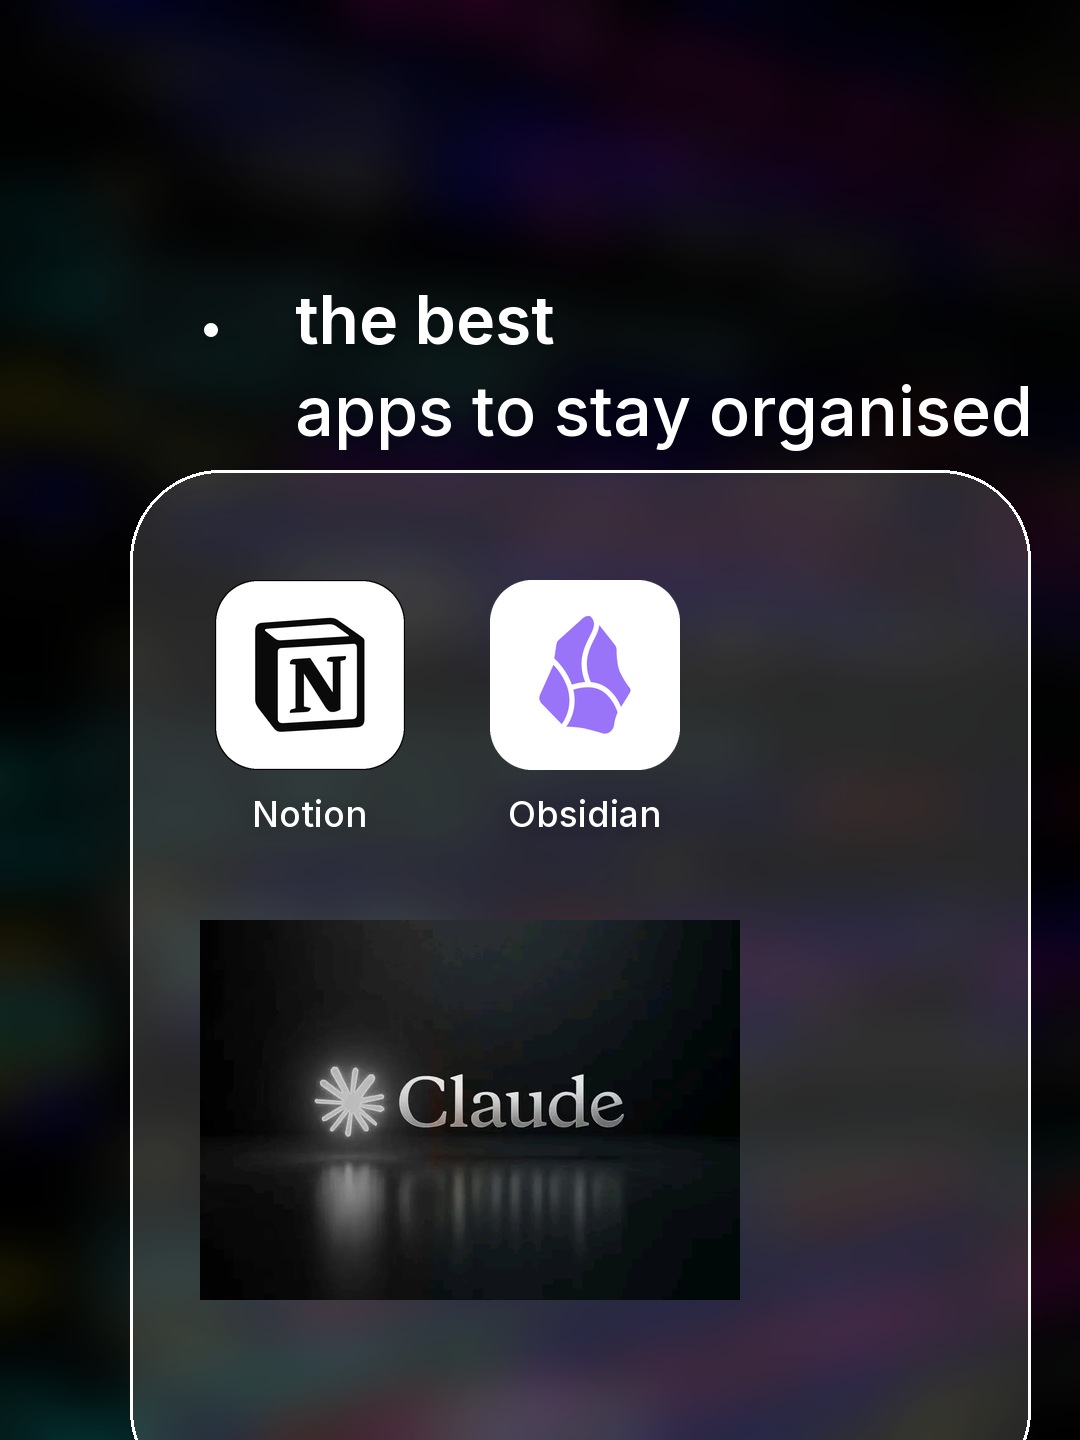 • the best
apps to stay organised
N
Notion
Obsidian
Claude